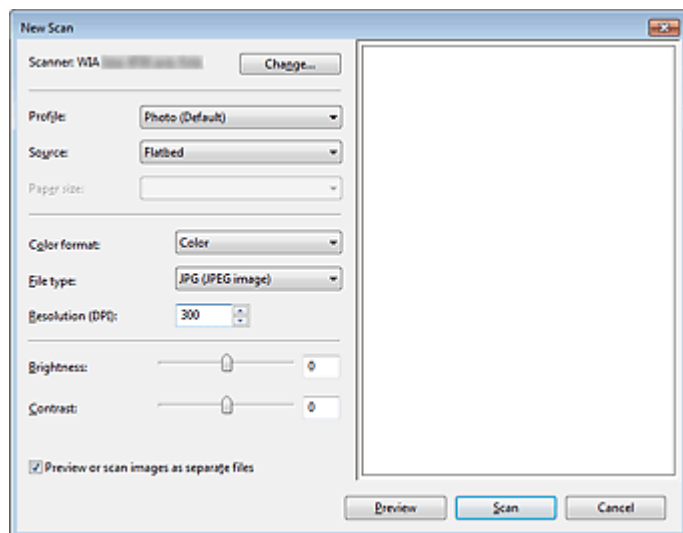 New Scan
Scanner: WIA
Change...
Profile: Photo (Default)
Source: Flatbed
Paper size:
Color format: Color
File type: JPG (JPEG image)
Resolution (DPI): 300
Brightness: 0
Contrast: 0
Preview or scan images as separate files
Preview Scan Cancel